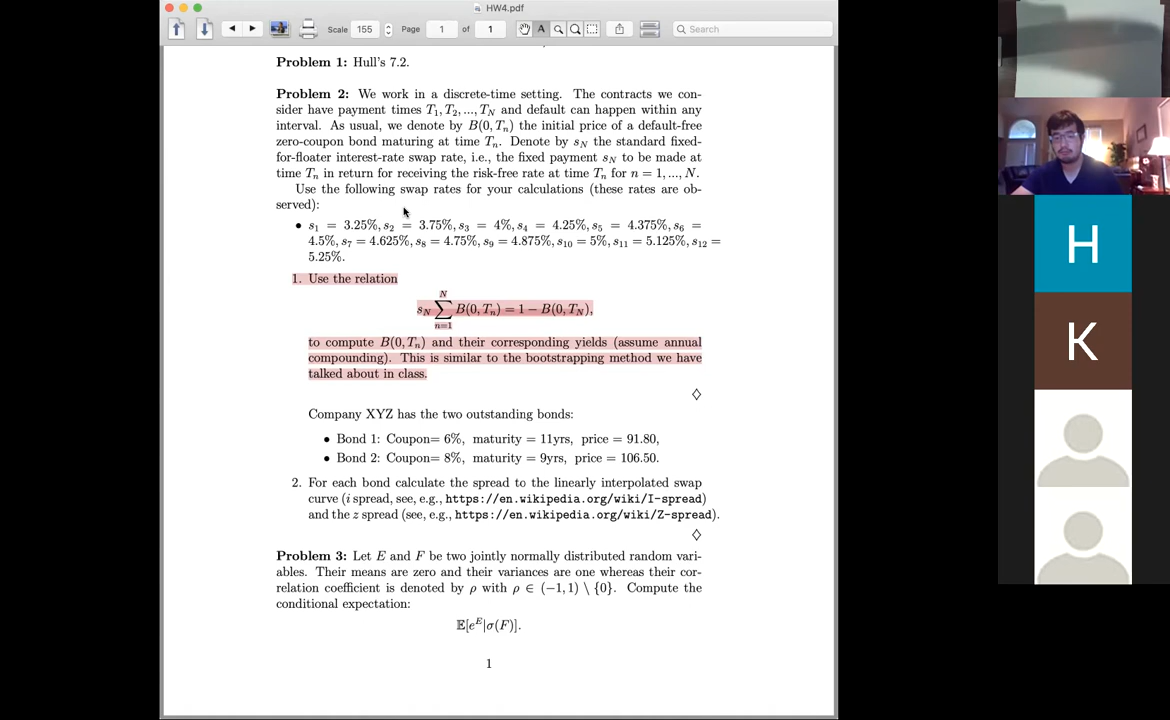 HW4.pdf
Scale 155 Page 1 of 1 Search
Problem 1: Hull's 7.2.
Problem 2: We work in a discrete-time setting. The contracts we con-
sider have payment times T₁, T₂, ..., T_N and default can happen within any
interval. As usual, we denote by B(0, Tₙ) the initial price of a default-free
zero-coupon bond maturing at time Tₙ. Denote by s_N the standard fixed-
for-floater interest-rate swap rate, i.e., the fixed payment s_N to be made at
time Tₙ in return for receiving the risk-free rate at time Tₙ for n = 1, ..., N.
Use the following swap rates for your calculations (these rates are ob-
served):
• s₁ = 3.25%, s₂ = 3.75%, s₃ = 4%, s₄ = 4.25%, s₅ = 4.375%, s₆ =
4.5%, s₇ = 4.625%, s₈ = 4.75%, s₉ = 4.875%, s₁₀ = 5%, s₁₁ = 5.125%, s₁₂ =
5.25%.
1. Use the relation
s_N ∑_{n=1}^{N} B(0, Tₙ) = 1 − B(0, T_N),
to compute B(0, Tₙ) and their corresponding yields (assume annual
compounding). This is similar to the bootstrapping method we have
talked about in class.
◇
Company XYZ has the two outstanding bonds:
• Bond 1: Coupon= 6%, maturity = 11yrs, price = 91.80,
• Bond 2: Coupon= 8%, maturity = 9yrs, price = 106.50.
2. For each bond calculate the spread to the linearly interpolated swap
curve (i spread, see, e.g., https://en.wikipedia.org/wiki/I-spread)
and the z spread (see, e.g., https://en.wikipedia.org/wiki/Z-spread).
◇
Problem 3: Let E and F be two jointly normally distributed random vari-
ables. Their means are zero and their variances are one whereas their cor-
relation coefficient is denoted by ρ with ρ ∈ (−1, 1) \ {0}. Compute the
conditional expectation:
𝔼[e^E|σ(F)].
1
H
K